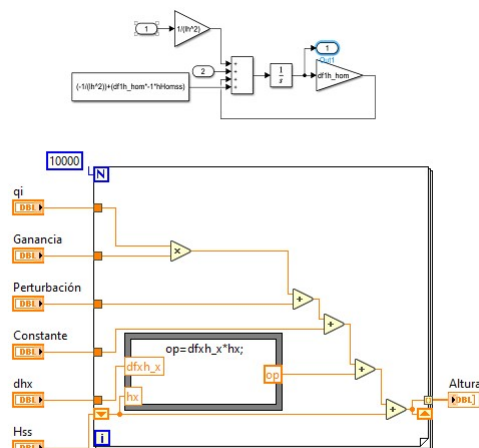 1
1/(lh^2)
1
Out1
2
+
+
+
+
1
s
df1h_hom
(-1/(lh^2))+(df1h_hom*-1*hHomss)
10000
N
qi
DBL
Ganancia
DBL
×
Perturbación
DBL
+
Constante
DBL
+
op=dfxh_x*hx;
dfxh_x
op
+
dhx
DBL
hx
Altura
DBL
+
Hss
DBL
i